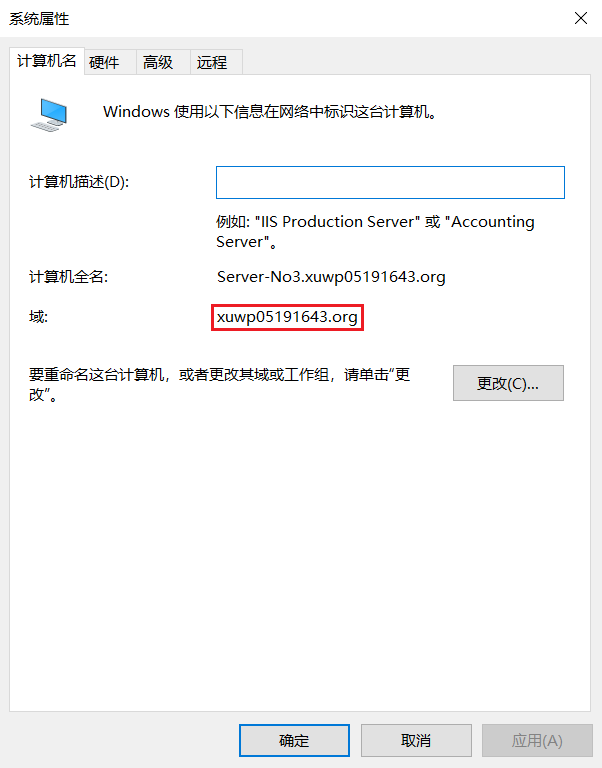 系统属性
计算机名 硬件 高级 远程
Windows 使用以下信息在网络中标识这台计算机。
计算机描述(D):
例如: "IIS Production Server" 或 "Accounting
Server"。
计算机全名: Server-No3.xuwp05191643.org
域: xuwp05191643.org
要重命名这台计算机，或者更改其域或工作组，请单击“更
改”。
更改(C)...
确定 取消 应用(A)